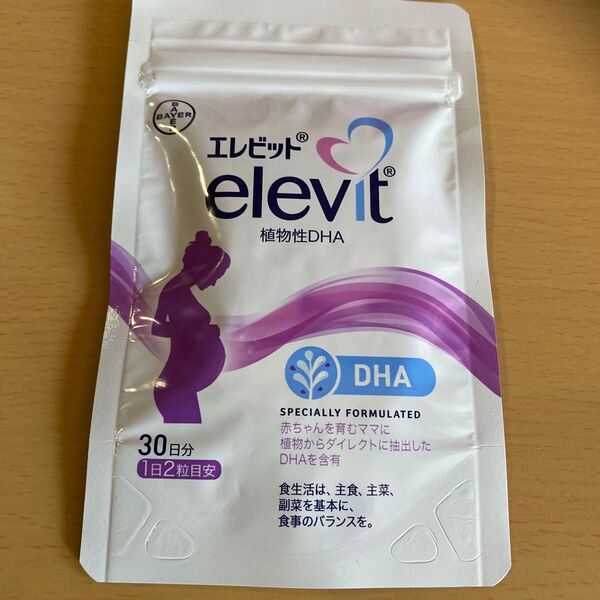 BAYER
BAYER
エレビット®
elevit®
植物性DHA
DHA
SPECIALLY FORMULATED
赤ちゃんを育むママに
植物からダイレクトに抽出した
DHAを含有
30日分
1日2粒目安
食生活は、主食、主菜、
副菜を基本に、
食事のバランスを。